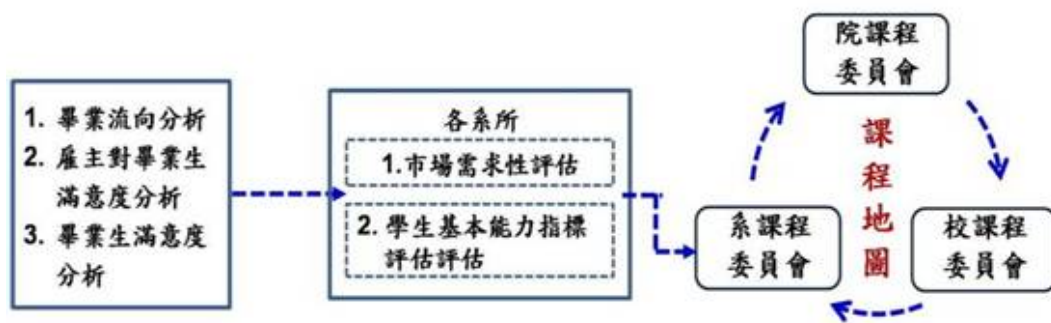 1. 畢業流向分析
2. 雇主對畢業生
滿意度分析
3. 畢業生滿意度
分析
各系所
1.市場需求性評估
2. 學生基本能力指標
評估評估
院課程
委員會
課程地圖
系課程
委員會
校課程
委員會